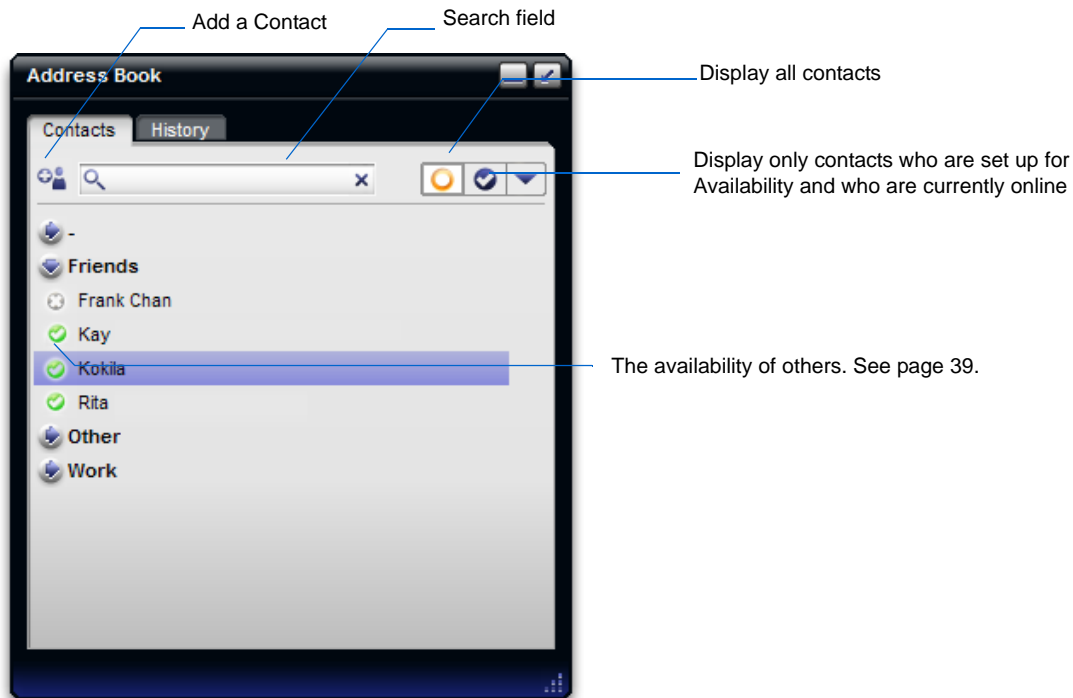 Add a Contact
Search field
Address Book
Display all contacts
Contacts
History
Display only contacts who are set up for
Availability and who are currently online
-
Friends
Frank Chan
Kay
Kokila
The availability of others. See page 39.
Rita
Other
Work